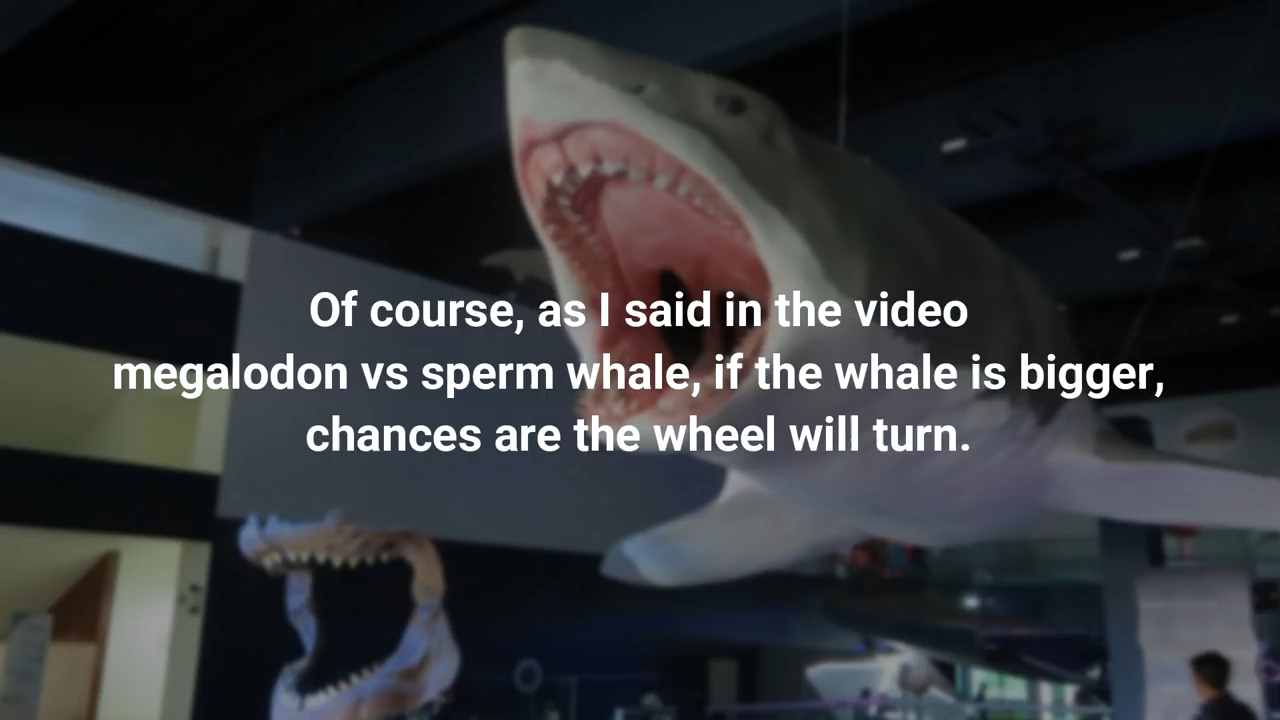 Of course, as I said in the video
megalodon vs sperm whale, if the whale is bigger,
chances are the wheel will turn.